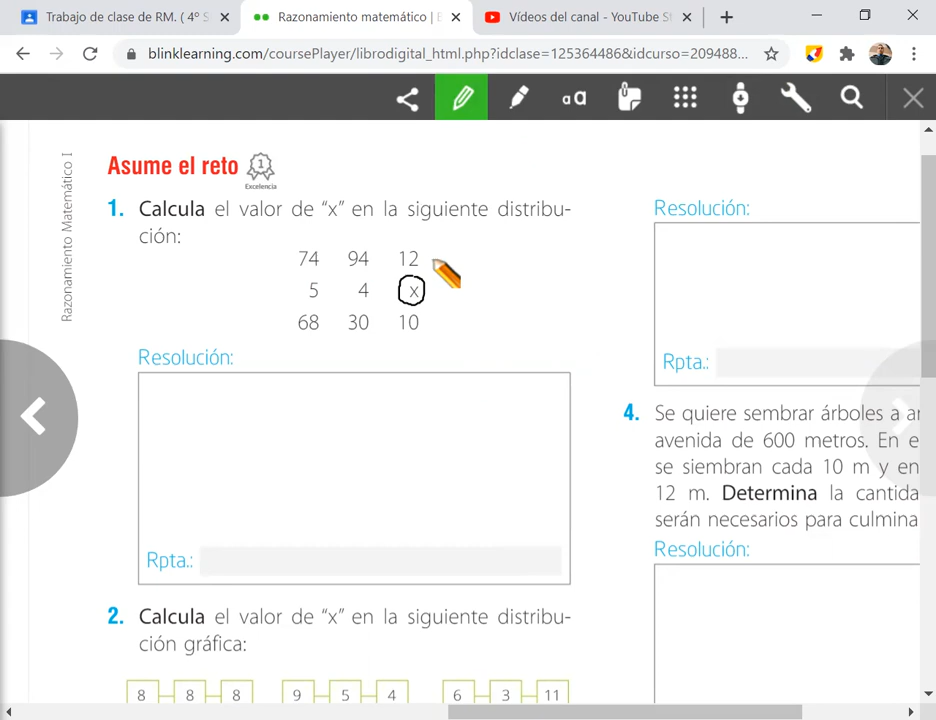 Trabajo de clase de RM. ( 4º S
Razonamiento matemático | B
Vídeos del canal - YouTube St
blinklearning.com/coursePlayer/librodigital_html.php?idclase=125364486&idcurso=209488...
aa
Razonamiento Matemático I
Asume el reto
1
Excelencia
1. Calcula el valor de “x” en la siguiente distribu-
ción:
74 94 12
5 4 x
68 30 10
Resolución:
Rpta.:
2. Calcula el valor de “x” en la siguiente distribu-
ción gráfica:
8 8 8 9 5 4 6 3 11
Resolución:
Rpta.:
4. Se quiere sembrar árboles a
avenida de 600 metros. En e
se siembran cada 10 m y en
12 m. Determina la cantida
serán necesarios para culmina
Resolución: